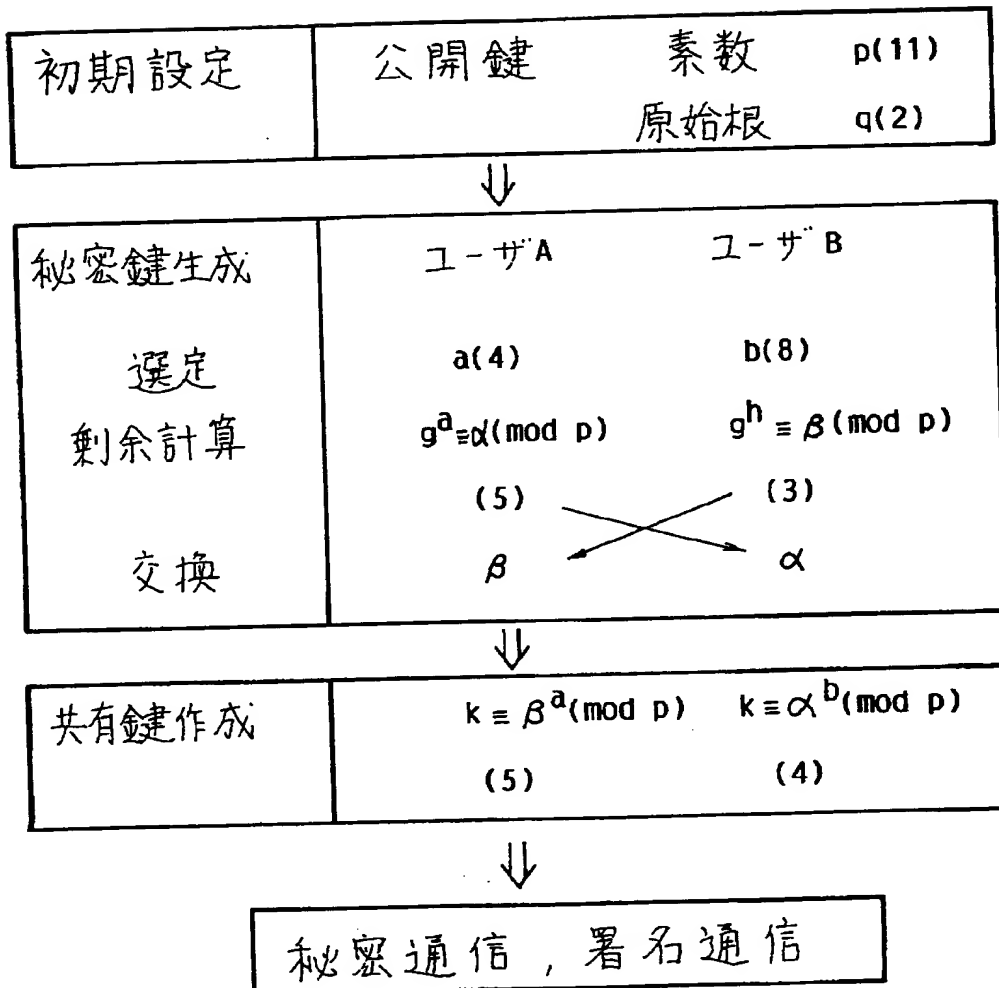 初期設定 公開鍵 素数 p(11)
原始根 q(2)
⇓
秘密鍵生成 ユーザA ユーザB
選定 a(4) b(8)
剰余計算 g^a≡α(mod p) g^h≡β(mod p)
(5) (3)
交換 β α
⇓
共有鍵作成 k≡β^a(mod p) k≡α^b(mod p)
(5) (4)
⇓
秘密通信,署名通信